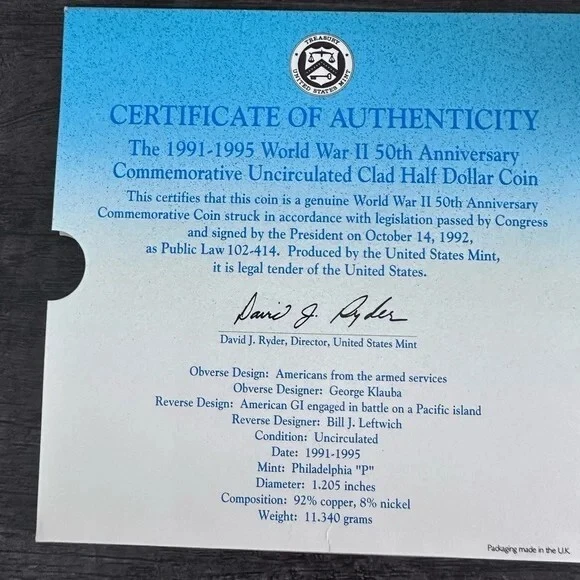 TREASURY
UNITED STATES MINT
CERTIFICATE OF AUTHENTICITY
The 1991-1995 World War II 50th Anniversary
Commemorative Uncirculated Clad Half Dollar Coin
This certifies that this coin is a genuine World War II 50th Anniversary
Commemorative Coin struck in accordance with legislation passed by Congress
and signed by the President on October 14, 1992,
as Public Law 102-414. Produced by the United States Mint,
it is legal tender of the United States.
David J. Ryder
David J. Ryder, Director, United States Mint
Obverse Design: Americans from the armed services
Obverse Designer: George Klauba
Reverse Design: American GI engaged in battle on a Pacific island
Reverse Designer: Bill J. Leftwich
Condition: Uncirculated
Date: 1991-1995
Mint: Philadelphia "P"
Diameter: 1.205 inches
Composition: 92% copper, 8% nickel
Weight: 11.340 grams
Packaging made in the U.K.